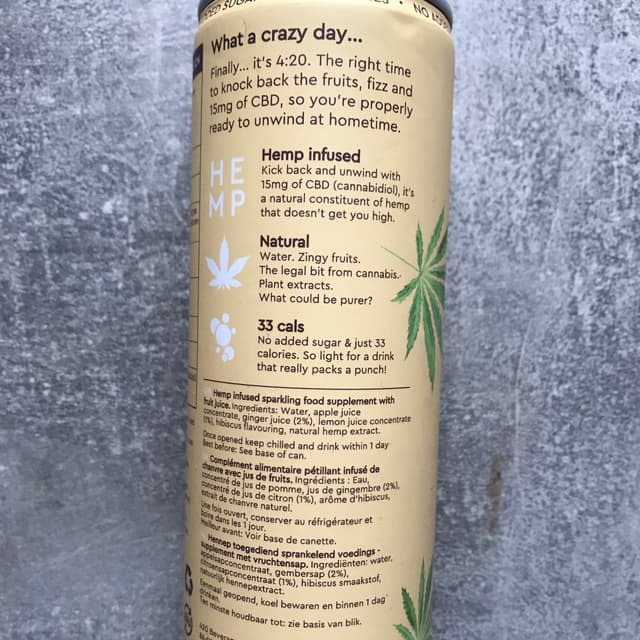 What a crazy day...
Finally... it's 4:20. The right time
to knock back the fruits, fizz and
15mg of CBD, so you're properly
ready to unwind at hometime.
HE
MP
Hemp infused
Kick back and unwind with
15mg of CBD (cannabidiol), it's
a natural constituent of hemp
that doesn't get you high.
Natural
Water. Zingy fruits.
The legal bit from cannabis.
Plant extracts.
What could be purer?
33 cals
No added sugar & just 33
calories. So light for a drink
that really packs a punch!
Hemp infused sparkling food supplement with
fruit juice. Ingredients: Water, apple juice
concentrate, ginger juice (2%), lemon juice concentrate
(1%), hibiscus flavouring, natural hemp extract.
Once opened keep chilled and drink within 1 day
Best before: See base of can.
Complément alimentaire pétillant infusé de
chanvre avec jus de fruits. Ingrédients : Eau,
concentré de jus de pomme, jus de gingembre (2%),
concentré de jus de citron (1%), arôme d'hibiscus,
extrait de chanvre naturel.
Une fois ouvert, conserver au réfrigérateur et
boire dans les 1 jour.
Meilleur avant: Voir base de canette.
Hennep toegediend sprankelend voedings-
supplement met vruchtensap. Ingrediënten: water,
appelsapconcentraat, gembersap (2%),
citroensapconcentraat (1%), hibiscus smaakstof,
natuurlijk hennepextract.
Eenmaal geopend, koel bewaren en binnen 1 dag
drinken.
Ten minste houdbaar tot: zie basis van blik.